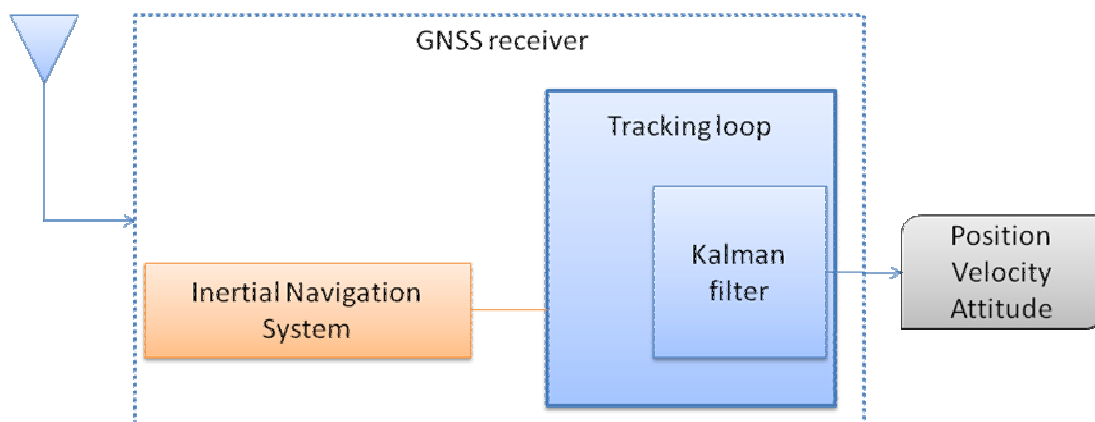 GNSS receiver
Tracking loop
Kalman
filter
Inertial Navigation
System
Position
Velocity
Attitude